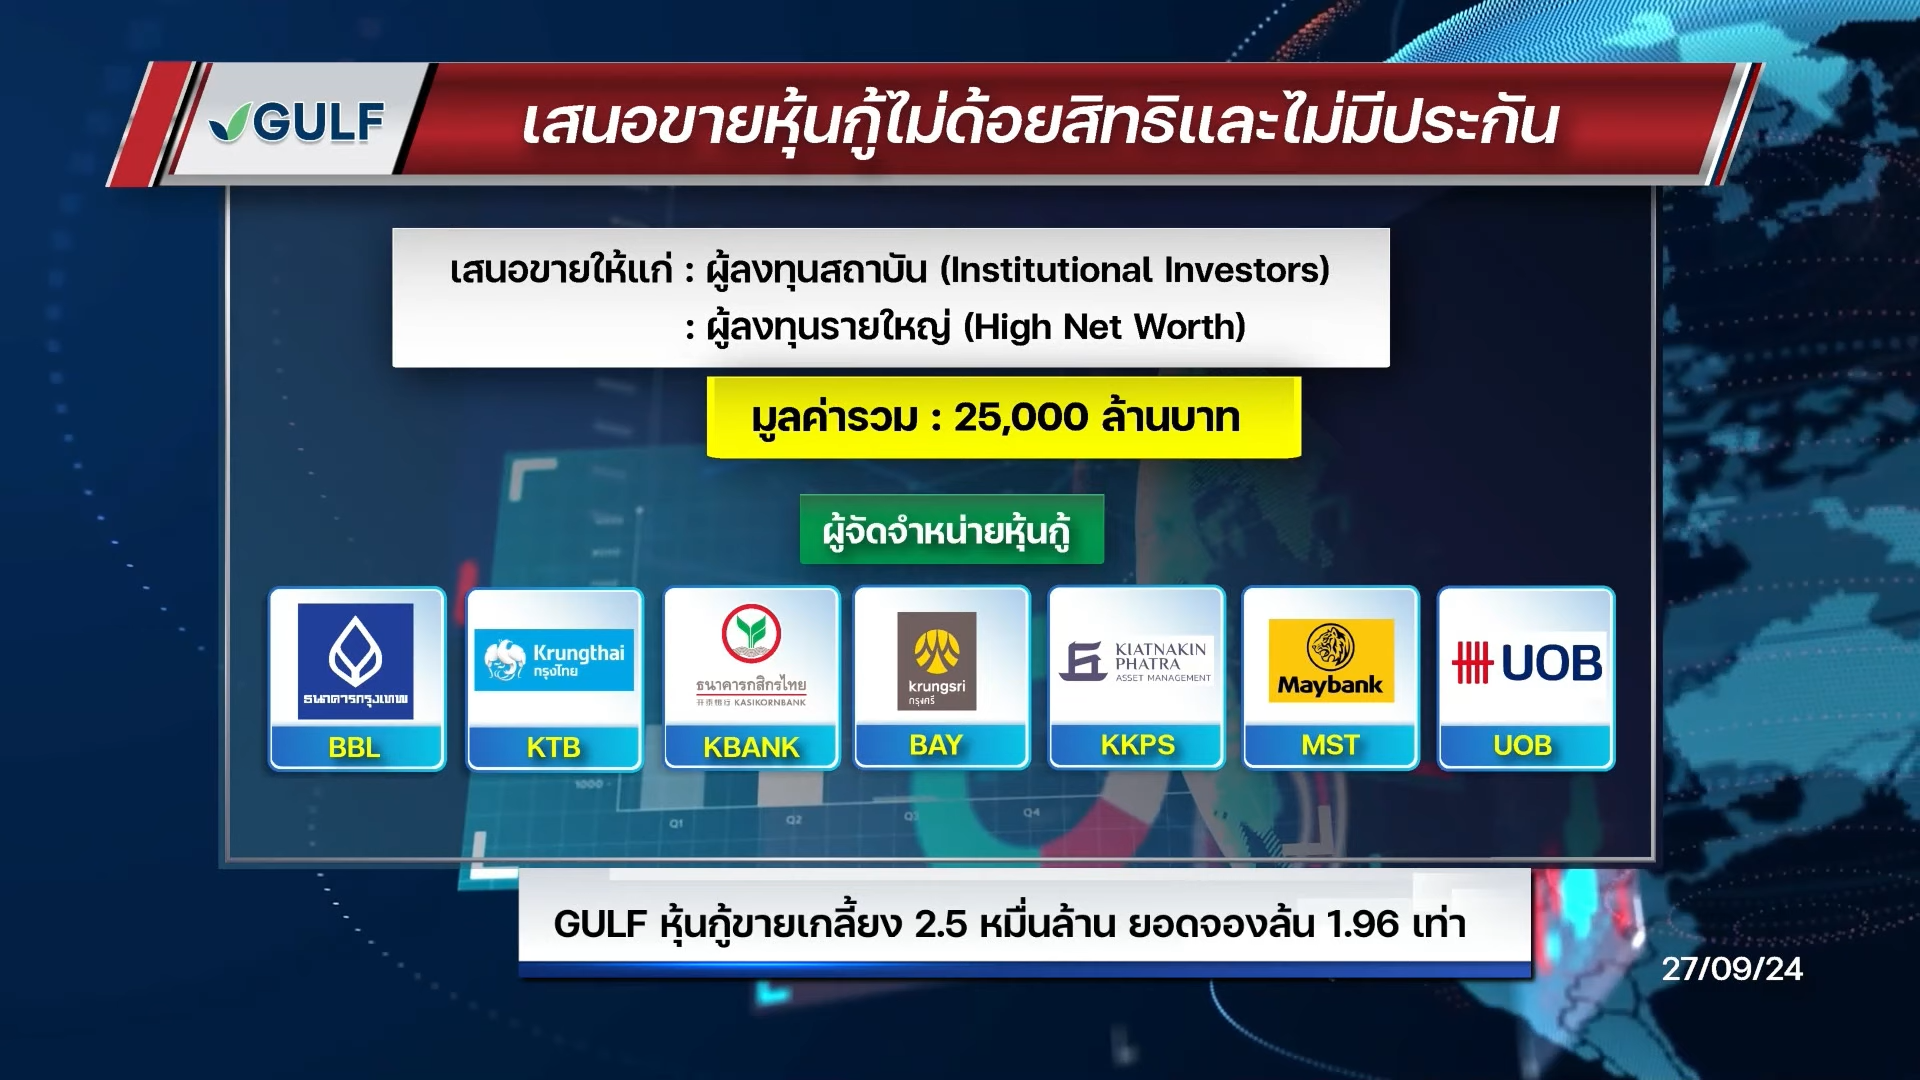 GULF
เสนอขายหุ้นกู้ไม่ด้อยสิทธิและไม่มีประกัน
เสนอขายให้แก่ : ผู้ลงทุนสถาบัน (Institutional Investors)
: ผู้ลงทุนรายใหญ่ (High Net Worth)
มูลค่ารวม : 25,000 ล้านบาท
ผู้จัดจำหน่ายหุ้นกู้
ธนาคารกรุงเทพ
BBL
Krungthai
กรุงไทย
KTB
ธนาคารกสิกรไทย
KASIKORNBANK
KBANK
krungsri
กรุงศรี
BAY
KIATNAKIN
PHATRA
ASSET MANAGEMENT
KKPS
Maybank
MST
UOB
UOB
1000
Q1
Q2
Q3
Q4
GULF หุ้นกู้ขายเกลี้ยง 2.5 หมื่นล้าน ยอดจองล้น 1.96 เท่า
27/09/24